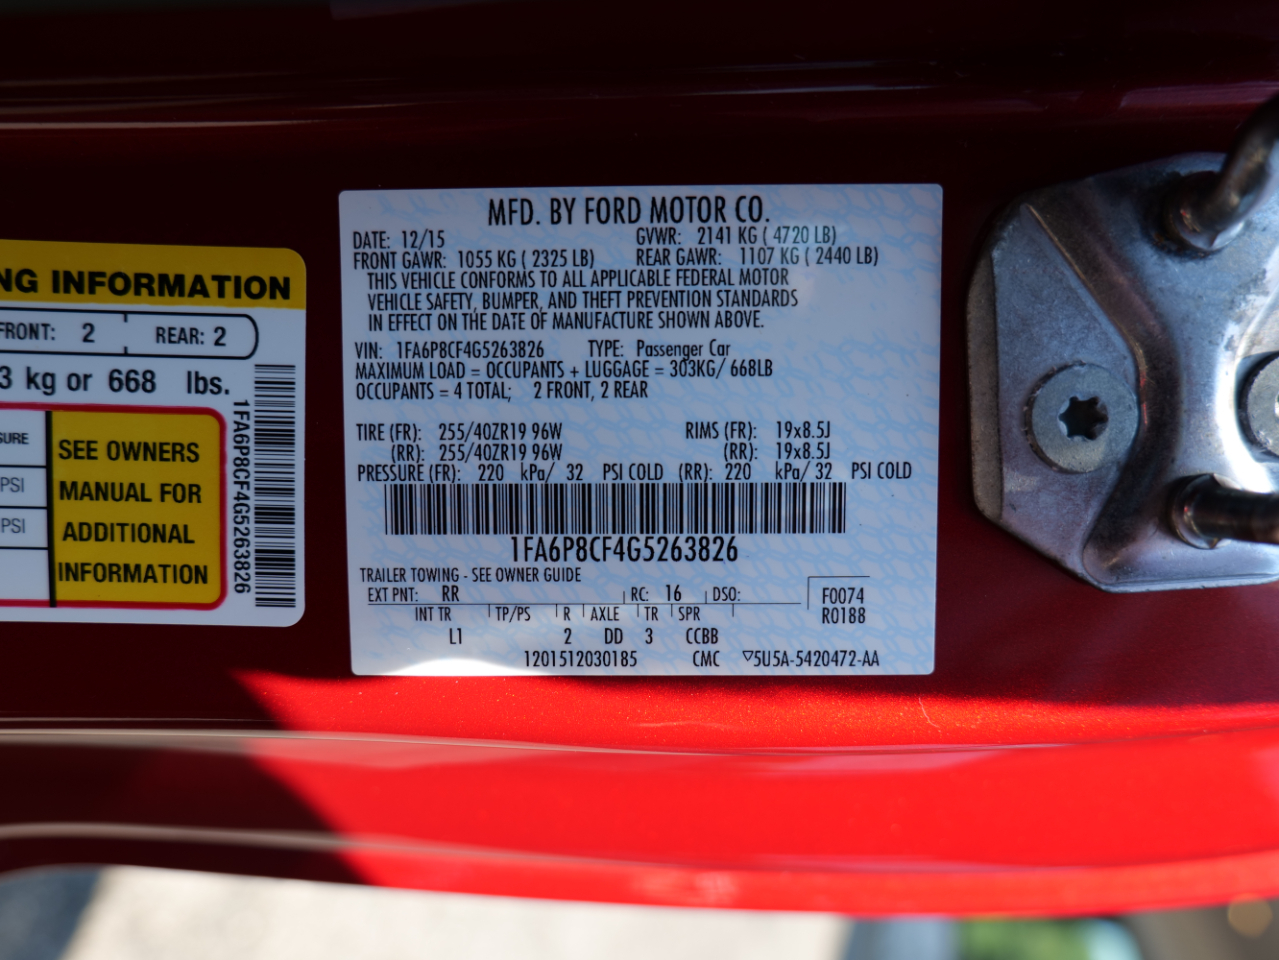 NG INFORMATION
FRONT: 2 REAR: 2
3 kg or 668 lbs.
SURE
PSI
PSI
SEE OWNERS
MANUAL FOR
ADDITIONAL
INFORMATION
1FA6P8CF4G5263826
MFD. BY FORD MOTOR CO.
DATE: 12/15 GVWR: 2141 KG ( 4720 LB)
FRONT GAWR: 1055 KG ( 2325 LB) REAR GAWR: 1107 KG ( 2440 LB)
THIS VEHICLE CONFORMS TO ALL APPLICABLE FEDERAL MOTOR
VEHICLE SAFETY, BUMPER, AND THEFT PREVENTION STANDARDS
IN EFFECT ON THE DATE OF MANUFACTURE SHOWN ABOVE.
VIN: 1FA6P8CF4G5263826 TYPE: Passenger Car
MAXIMUM LOAD = OCCUPANTS + LUGGAGE = 303KG/ 668LB
OCCUPANTS = 4 TOTAL; 2 FRONT, 2 REAR
TIRE (FR): 255/40ZR19 96W RIMS (FR): 19x8.5J
(RR): 255/40ZR19 96W (RR): 19x8.5J
PRESSURE (FR): 220 kPa/ 32 PSI COLD (RR): 220 kPa/ 32 PSI COLD
1FA6P8CF4G5263826
TRAILER TOWING - SEE OWNER GUIDE
EXT PNT: RR RC: 16 DSO: F0074
INT TR TP/PS R AXLE TR SPR R0188
L1 2 DD 3 CCBB
1201512030185 CMC ▽5U5A-5420472-AA